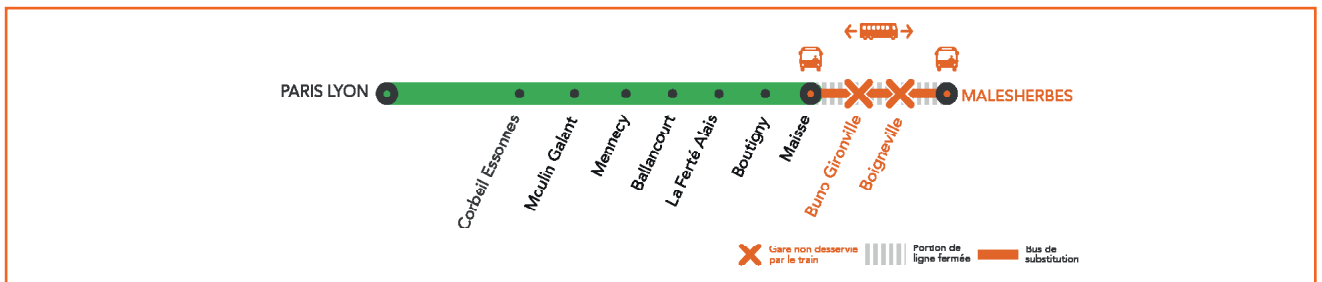 PARIS LYON
Corbeil Essonnes
Moulin Galant
Mennecy
Ballancourt
La Ferté Alais
Boutigny
Maisse
Buno Gironville
Boigneville
MALESHERBES
Gare non desservie
par le train
Portion de
ligne fermée
Bus de
substitution